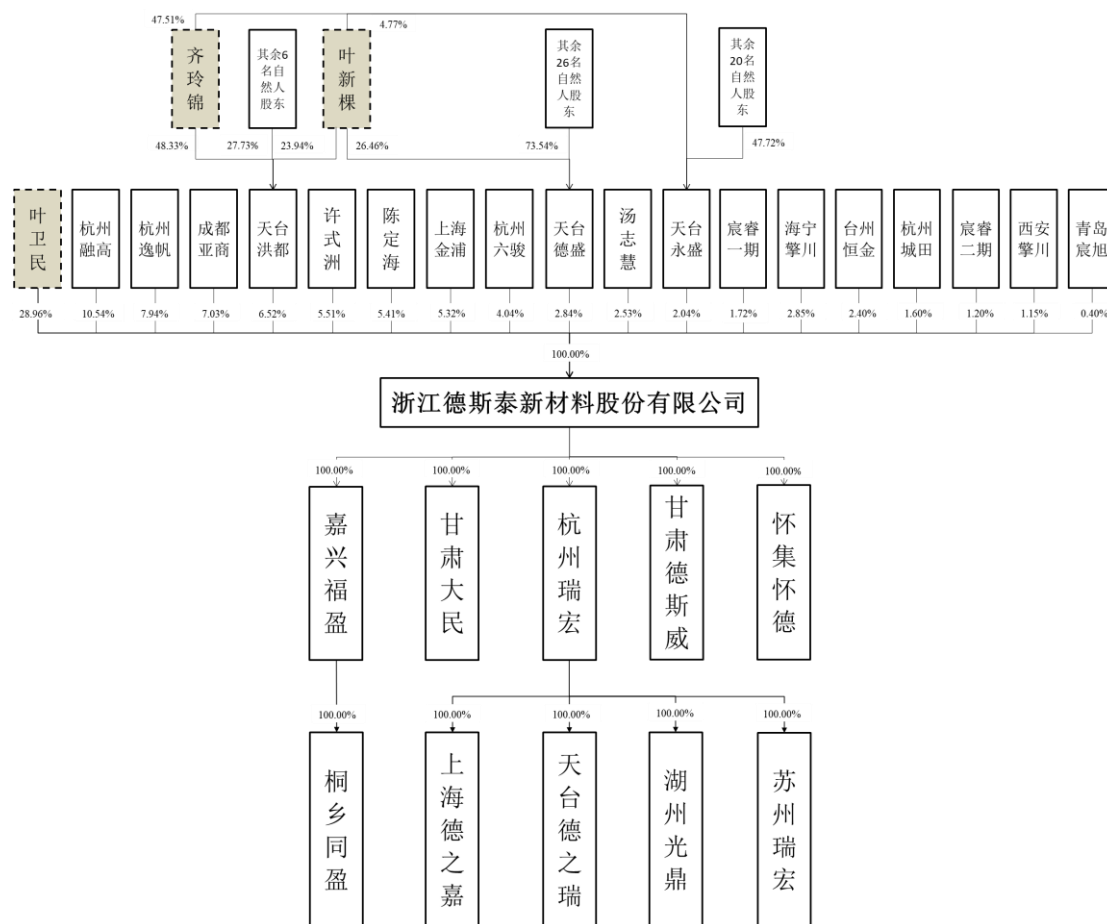 47.51%
4.77%
齐玲锦
其余6
名自
然人
股东
叶新棵
其余
26名
自然
人股
东
其余
20名
自然
人股
东
48.33%
27.73%
23.94%
26.46%
73.54%
47.72%
叶卫民
杭州
融高
杭州
逸帆
成都
亚商
天台
洪都
许式洲
陈定海
上海
金浦
杭州
六骏
天台
德盛
汤志慧
天台
永盛
宸睿
一期
海宁
擎川
台州
恒金
杭州
城田
宸睿
二期
西安
擎川
青岛
宸旭
28.96%
10.54%
7.94%
7.03%
6.52%
5.51%
5.41%
5.32%
4.04%
2.84%
2.53%
2.04%
1.72%
2.85%
2.40%
1.60%
1.20%
1.15%
0.40%
100.00%
浙江德斯泰新材料股份有限公司
100.00%
100.00%
100.00%
100.00%
100.00%
嘉兴福盈
甘肃大民
杭州瑞宏
甘肃德斯威
怀集怀德
100.00%
100.00%
100.00%
100.00%
100.00%
桐乡同盈
上海德之嘉
天台德之瑞
湖州光鼎
苏州瑞宏